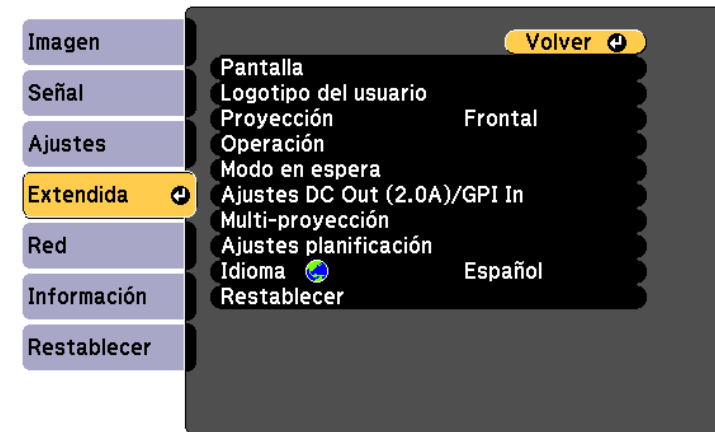 Imagen
Señal
Ajustes
Extendida
Red
Información
Restablecer
Volver
Pantalla
Logotipo del usuario
Proyección Frontal
Operación
Modo en espera
Ajustes DC Out (2.0A)/GPI In
Multi-proyección
Ajustes planificación
Idioma Español
Restablecer